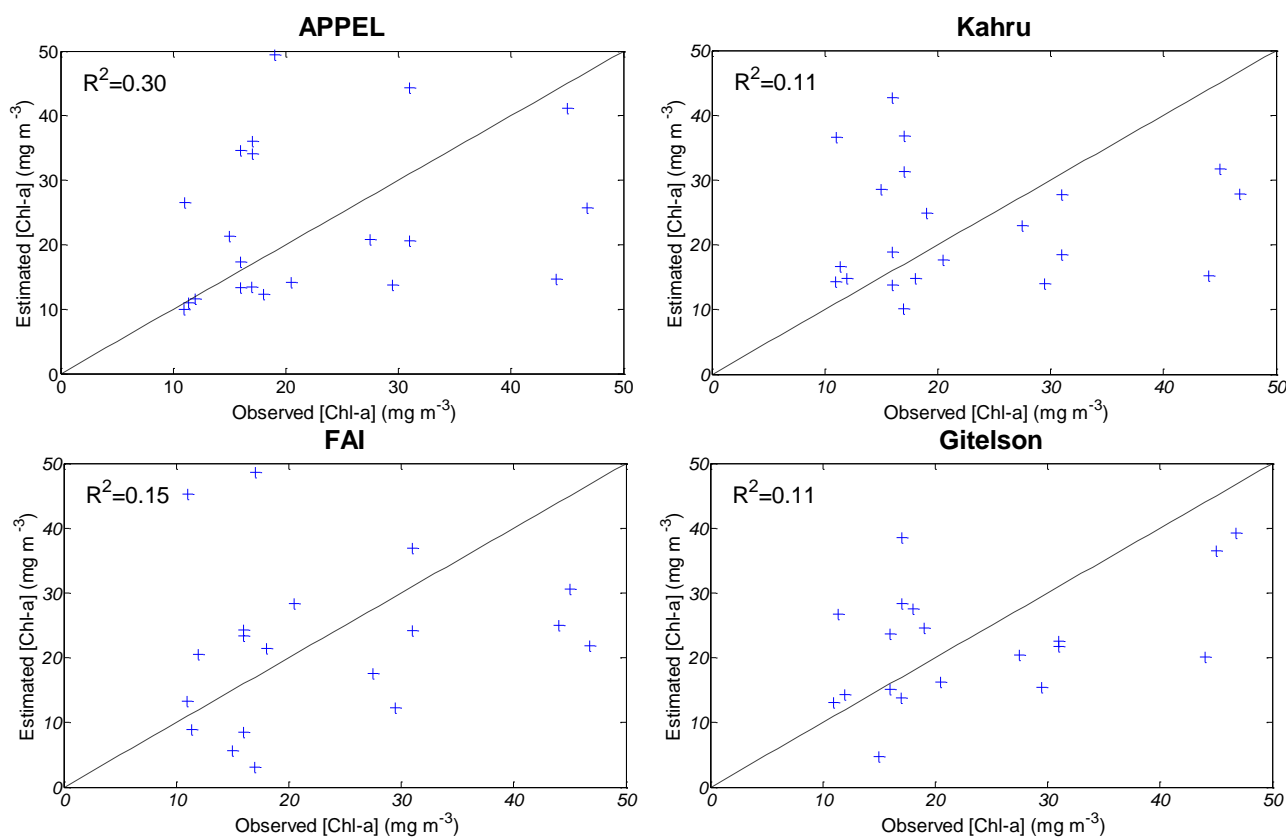 APPEL
R²=0.30
Estimated [Chl-a] (mg m⁻³)
50
40
30
20
10
0
0 10 20 30 40 50
Observed [Chl-a] (mg m⁻³)
Kahru
R²=0.11
Estimated [Chl-a] (mg m⁻³)
50
40
30
20
10
0
0 10 20 30 40 50
Observed [Chl-a] (mg m⁻³)
FAI
R²=0.15
Estimated [Chl-a] (mg m⁻³)
50
40
30
20
10
0
0 10 20 30 40 50
Observed [Chl-a] (mg m⁻³)
Gitelson
R²=0.11
Estimated [Chl-a] (mg m⁻³)
50
40
30
20
10
0
0 10 20 30 40 50
Observed [Chl-a] (mg m⁻³)